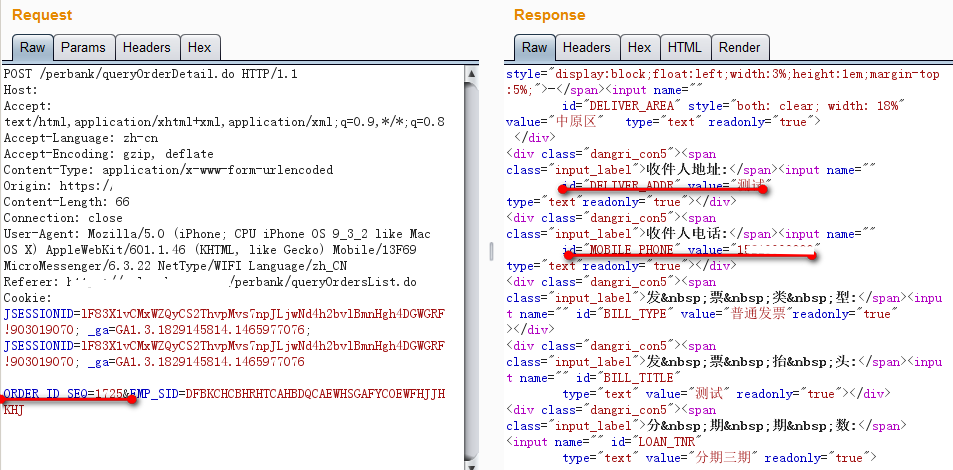 Request
Raw Params Headers Hex
POST /perbank/queryOrderDetail.do HTTP/1.1
Host:
Accept:
text/html,application/xhtml+xml,application/xml;q=0.9,*/*;q=0.8
Accept-Language: zh-cn
Accept-Encoding: gzip, deflate
Content-Type: application/x-www-form-urlencoded
Origin: https:/
Content-Length: 66
Connection: close
User-Agent: Mozilla/5.0 (iPhone; CPU iPhone OS 9_3_2 like Mac
OS X) AppleWebKit/601.1.46 (KHTML, like Gecko) Mobile/13F69
MicroMessenger/6.3.22 NetType/WIFI Language/zh_CN
Referer: /perbank/queryOrdersList.do
Cookie:
JSESSIONID=lF83X1vCMxWZQyCS2ThvpMvs7npJLjwNd4h2bvlBmnHgh4DGWGRF
!903019070; _ga=GA1.3.1829145814.1465977076;
JSESSIONID=lF83X1vCMxWZQyCS2ThvpMvs7npJLjwNd4h2bvlBmnHgh4DGWGRF
!903019070; _ga=GA1.3.1829145814.1465977076
ORDER_ID_SEQ=1725&EMP_SID=DFBKCHCBHRHTCAHBDQCAEWHSGAFYCOEWFHJJH
KHJ
Response
Raw Headers Hex HTML Render
style="display:block;float:left;width:3%;height:1em;margin-top
:5%;">—</span><input name=""
id="DELIVER_AREA" style="both: clear; width: 18%"
value="中原区" type="text" readonly="true">
</div>
<div class="dangri_con5"><span
class="input_label">收件人地址:</span><input name=""
id="DELIVER_ADDR" value="测试"
type="text"readonly="true"></div>
<div class="dangri_con5"><span
class="input_label">收件人电话:</span><input name=""
id="MOBILE_PHONE" value="1
type="text"readonly="true"></div>
<div class="dangri_con5"><span
class="input_label">发&nbsp;票&nbsp;类&nbsp;型:</span><inpu
t name="" id="BILL_TYPE" value="普通发票"readonly="true">
</div>
<div class="dangri_con5"><span
class="input_label">发&nbsp;票&nbsp;抬&nbsp;头:</span><inpu
t name="" id="BILL_TITLE"
type="text" value="测试" readonly="true"></div>
<div class="dangri_con5"><span
class="input_label">分&nbsp;期&nbsp;期&nbsp;数:</span>
<input name="" id="LOAN_TNR"
type="text" value="分期三期" readonly="true">